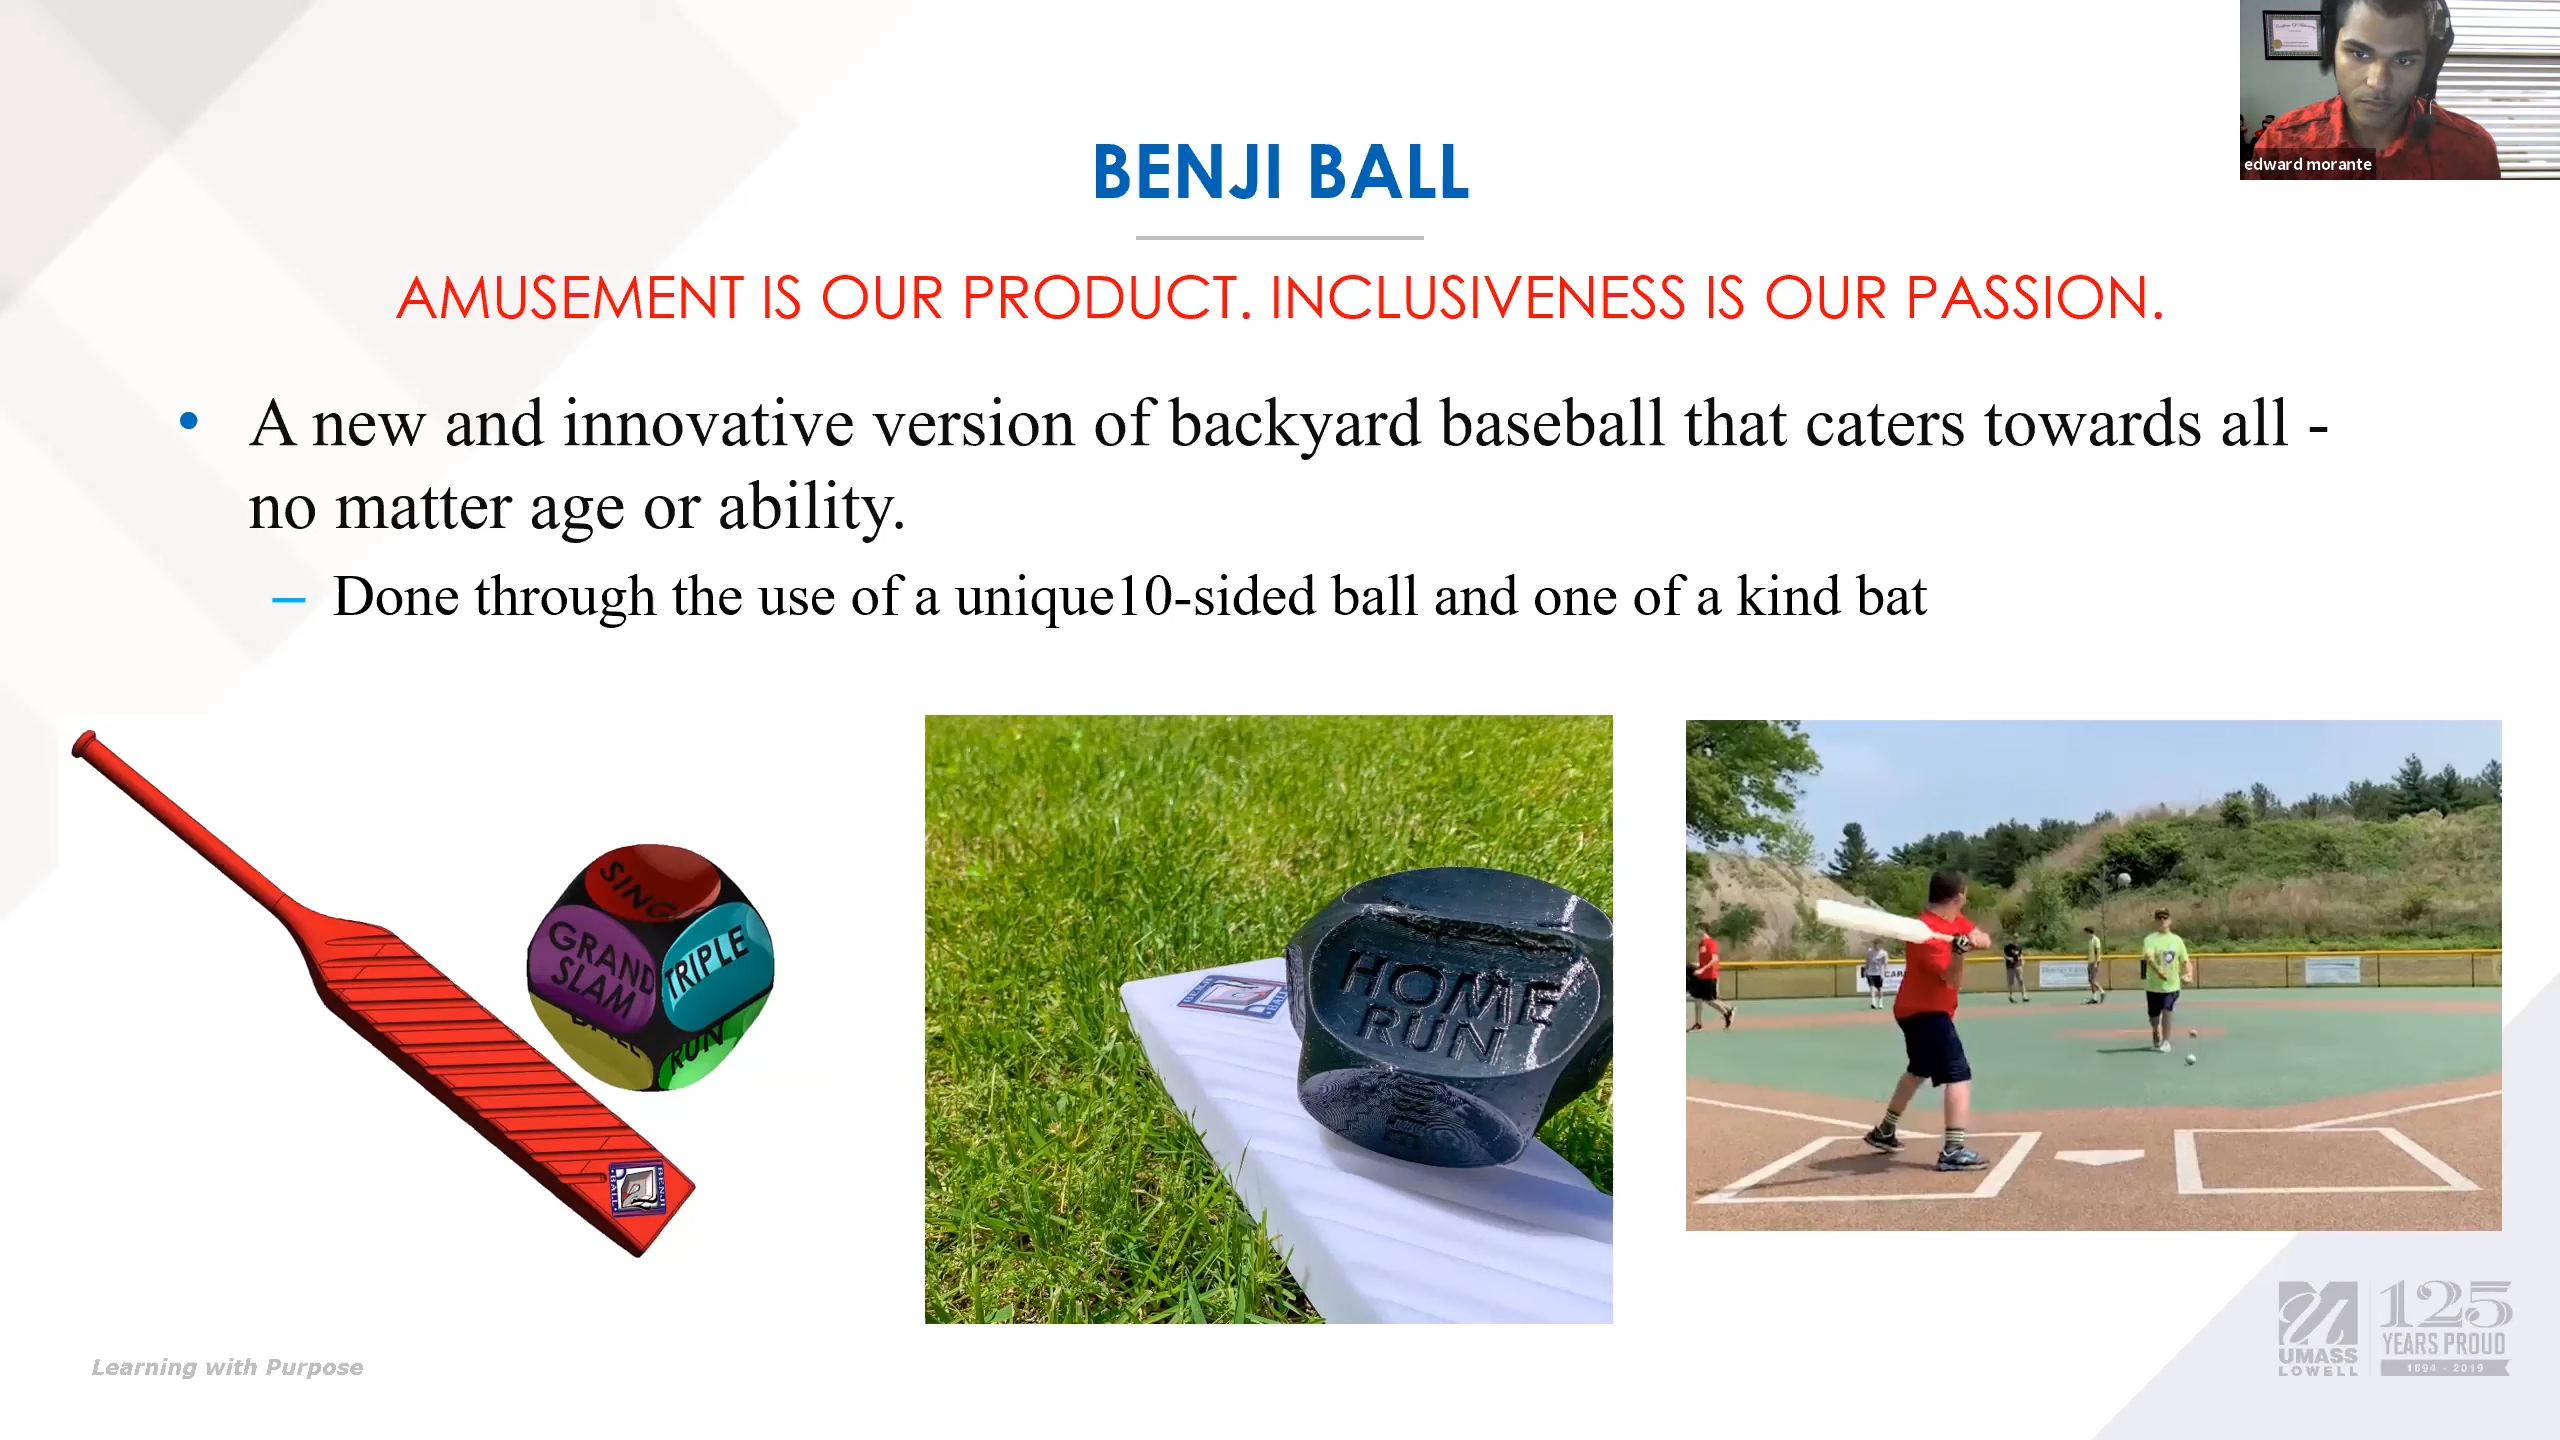 edward morante
BENJI BALL
AMUSEMENT IS OUR PRODUCT. INCLUSIVENESS IS OUR PASSION.
• A new and innovative version of backyard baseball that caters towards all -
no matter age or ability.
– Done through the use of a unique10-sided ball and one of a kind bat
GRAND
SLAM
TRIPLE
RUN
BENJI
BALL
HOME
RUN
Learning with Purpose
UMASS
LOWELL
125
YEARS PROUD
1894 - 2019